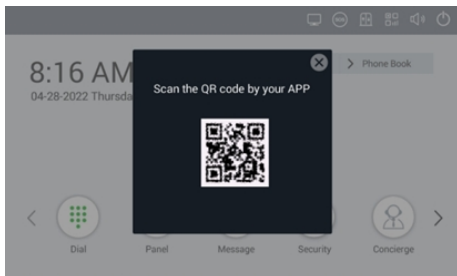 8:16 AM
04-28-2022 Thursda
Phone Book
Scan the QR code by your APP
Dial
Panel
Message
Security
Concierge